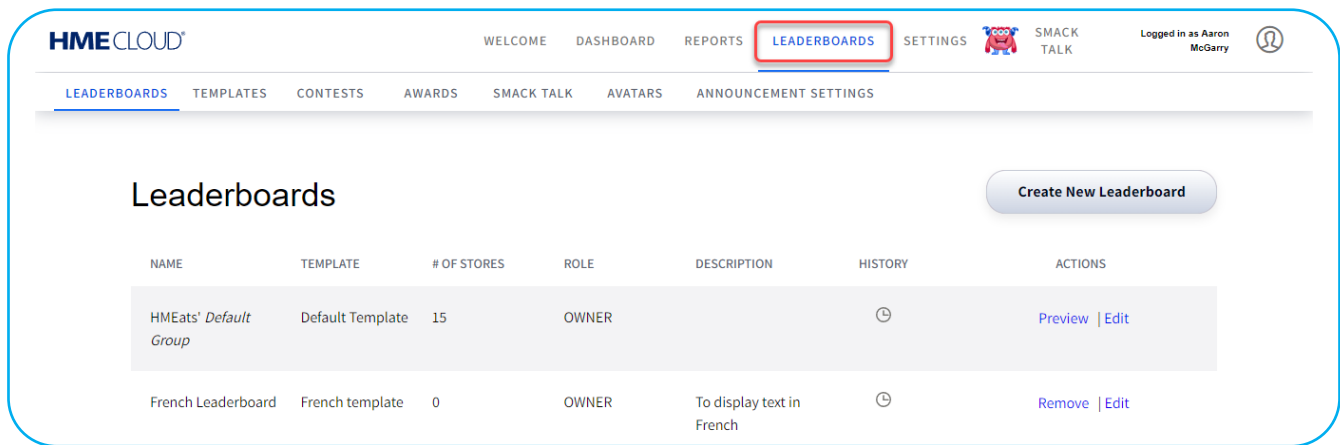 HME CLOUD®
WELCOME DASHBOARD REPORTS LEADERBOARDS SETTINGS SMACK TALK Logged in as Aaron McGarry
LEADERBOARDS TEMPLATES CONTESTS AWARDS SMACK TALK AVATARS ANNOUNCEMENT SETTINGS
Leaderboards
Create New Leaderboard
NAME TEMPLATE # OF STORES ROLE DESCRIPTION HISTORY ACTIONS
HMEats' Default Group Default Template 15 OWNER Preview | Edit
French Leaderboard French template 0 OWNER To display text in French Remove | Edit